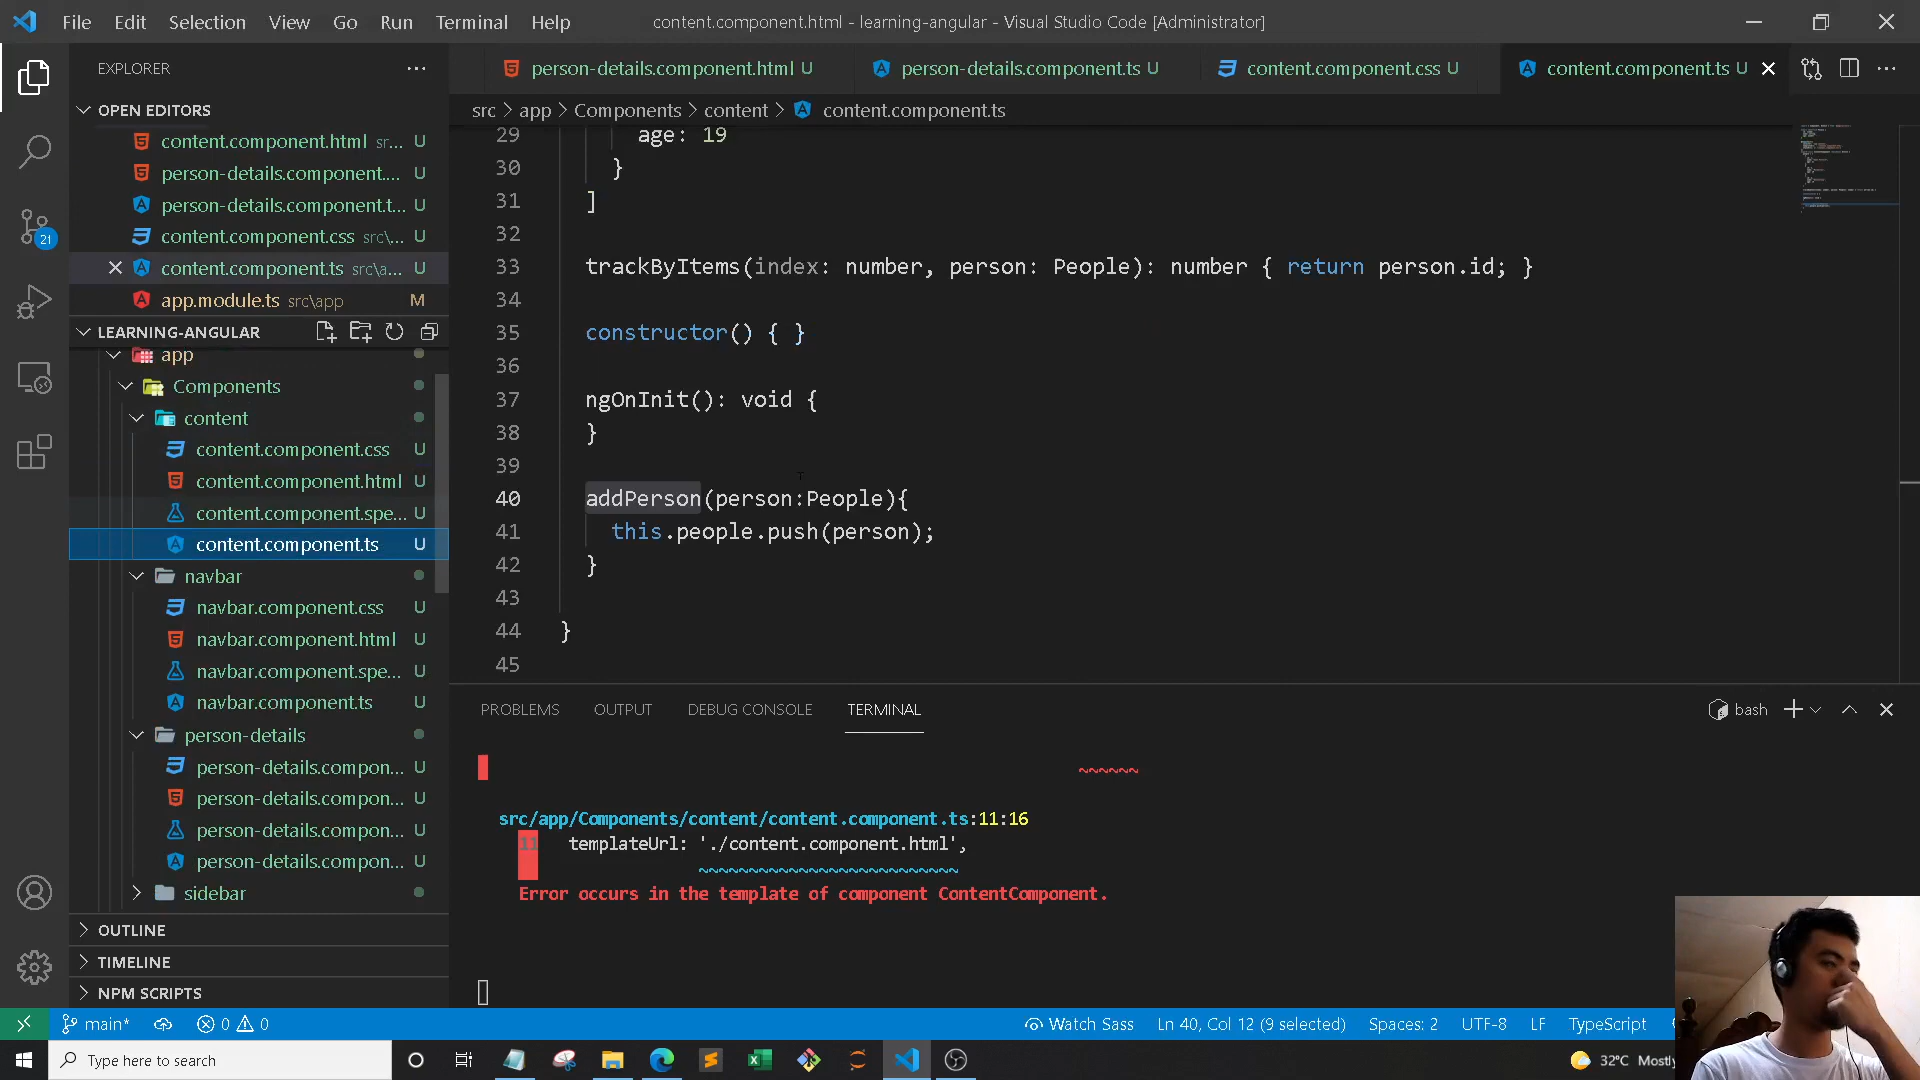 File Edit Selection View Go Run Terminal Help
content.component.html - learning-angular - Visual Studio Code [Administrator]
EXPLORER
OPEN EDITORS
content.component.html sr... U
person-details.component.... U
person-details.component.t... U
content.component.css src\... U
content.component.ts src\a... U
app.module.ts src\app M
LEARNING-ANGULAR
app
Components
content
content.component.css U
content.component.html U
content.component.spe... U
content.component.ts U
navbar
navbar.component.css U
navbar.component.html U
navbar.component.spe... U
navbar.component.ts U
person-details
person-details.compon... U
person-details.compon... U
person-details.compon... U
person-details.compon... U
sidebar
OUTLINE
TIMELINE
NPM SCRIPTS
21
person-details.component.html U
person-details.component.ts U
content.component.css U
content.component.ts U
src > app > Components > content > content.component.ts
29 age: 19
30 }
31 ]
32
33 trackByItems(index: number, person: People): number { return person.id; }
34
35 constructor() { }
36
37 ngOnInit(): void {
38 }
39
40 addPerson(person:People){
41 this.people.push(person);
42 }
43
44 }
45
PROBLEMS OUTPUT DEBUG CONSOLE TERMINAL
bash
~~~~~~
src/app/Components/content/content.component.ts:11:16
11 templateUrl: './content.component.html',
~~~~~~~~~~~~~~~~~~~~~~~~~~
Error occurs in the template of component ContentComponent.
main* 0 0
Watch Sass Ln 40, Col 12 (9 selected) Spaces: 2 UTF-8 LF TypeScript
Type here to search
32°C Mostly